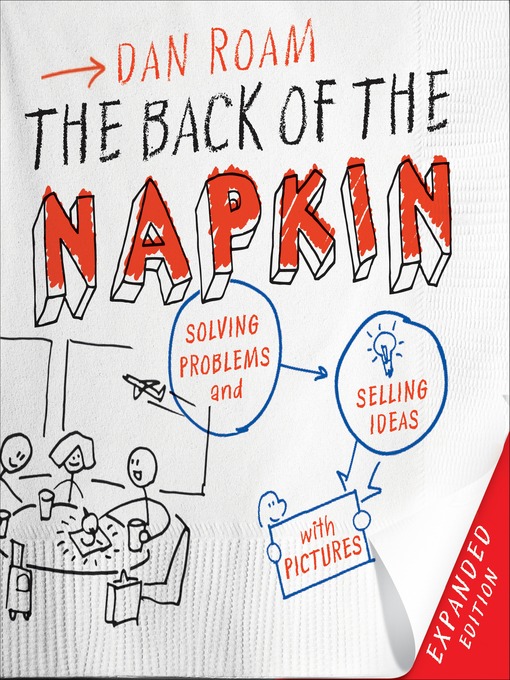 DAN ROAM
THE BACK OF THE
NAPKIN
SOLVING
PROBLEMS
and
SELLING
IDEAS
with
PICTURES
EXPANDED
EDITION